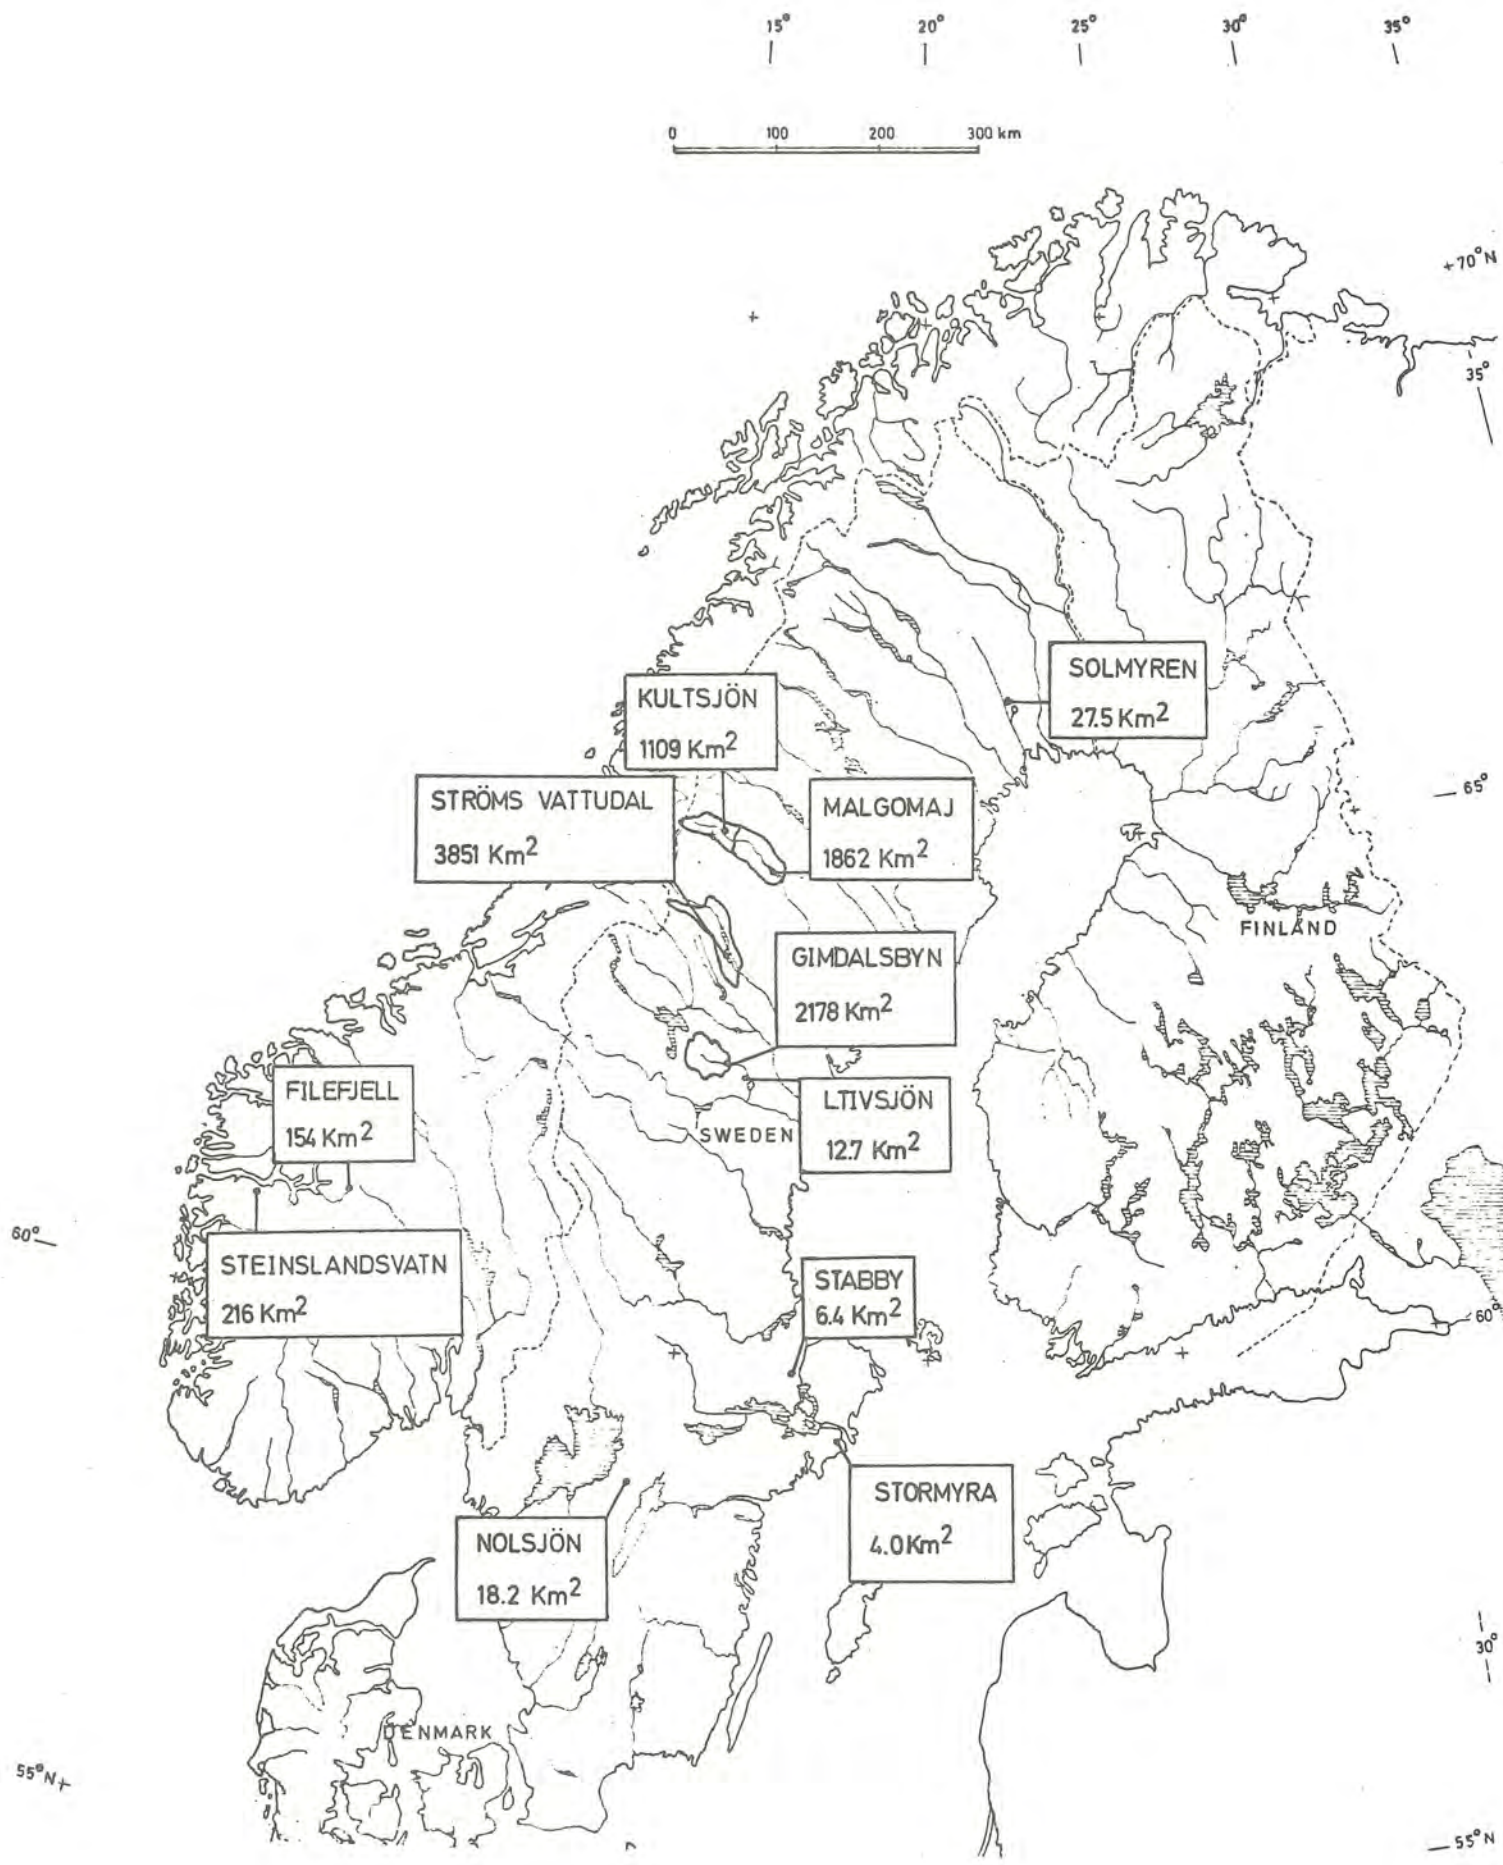 15° 20° 25° 30° 35°
0 100 200 300 km
+70°N
35°
SOLMYREN
27.5 Km²
KULTSJÖN
1109 Km²
STRÖMS VATTUDAL
3851 Km²
MALGOMAJ
1862 Km²
65°
FINLAND
GIMDALSBYN
2178 Km²
FILEFJELL
154 Km²
LTIVSJÖN
12.7 Km²
SWEDEN
60°
STEINSLANDSVATN
216 Km²
STABBY
6.4 Km²
60°
STORMYRA
4.0 Km²
NOLSJÖN
18.2 Km²
30°
DENMARK
55°N+
55°N